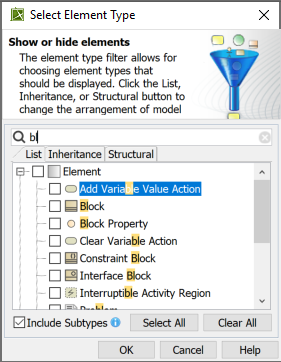 Select Element Type
Show or hide elements
The element type filter allows for
choosing element types that
should be displayed. Click the List,
Inheritance, or Structural button to
change the arrangement of model
bl
List Inheritance Structural
Element
Add Variable Value Action
Block
Block Property
Clear Variable Action
Constraint Block
Interface Block
Interruptible Activity Region
Problem
Include Subtypes
Select All
Clear All
OK
Cancel
Help